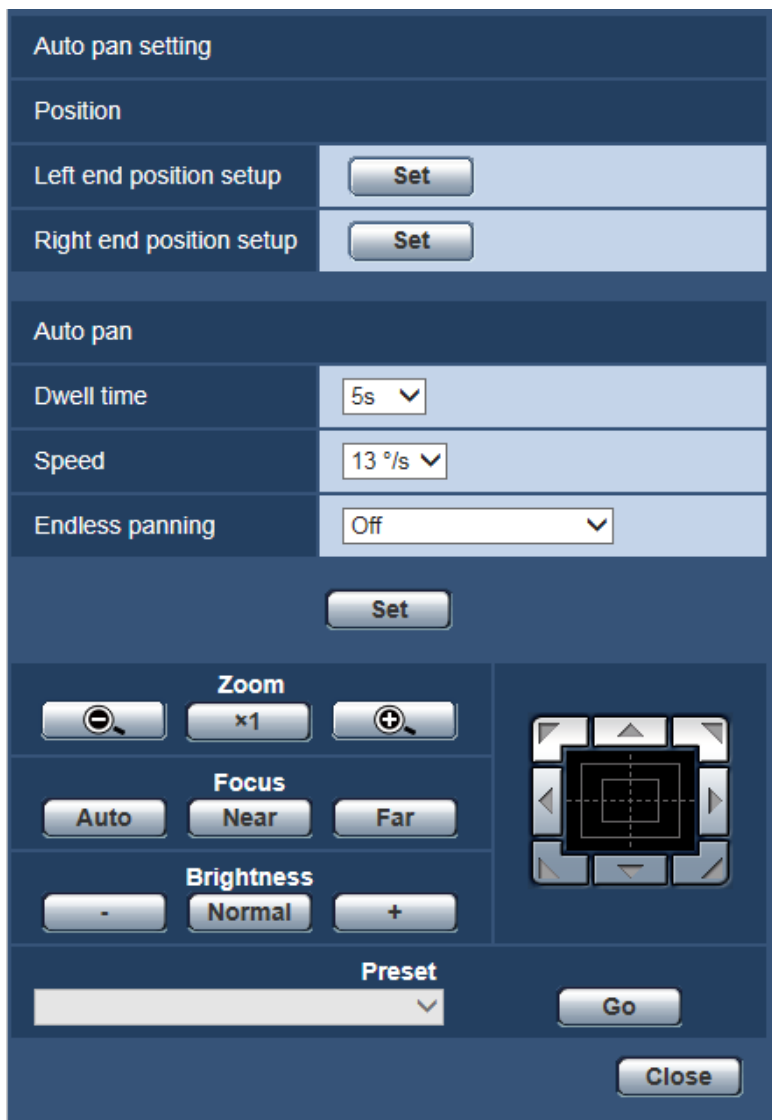 Auto pan setting
Position
Left end position setup Set
Right end position setup Set
Auto pan
Dwell time 5s
Speed 13 °/s
Endless panning Off
Set
Zoom
×1
Focus
Auto Near Far
Brightness
- Normal +
Preset
Go
Close